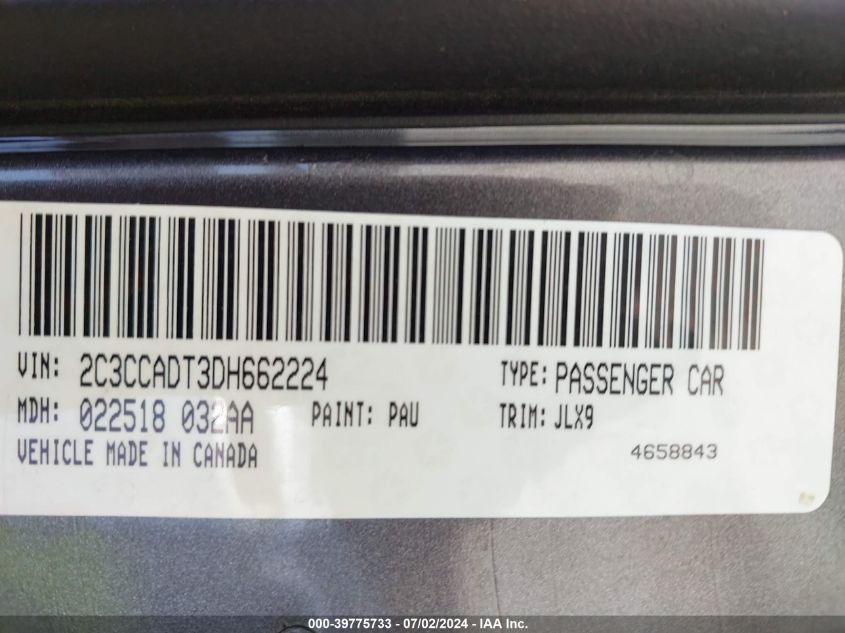 VIN: 2C3CCADT3DH662224 TYPE: PASSENGER CAR
MDH: 022518 032AA PAINT: PAU TRIM: JLX9
VEHICLE MADE IN CANADA 4658843
000-39775733 - 07/02/2024 - IAA Inc.